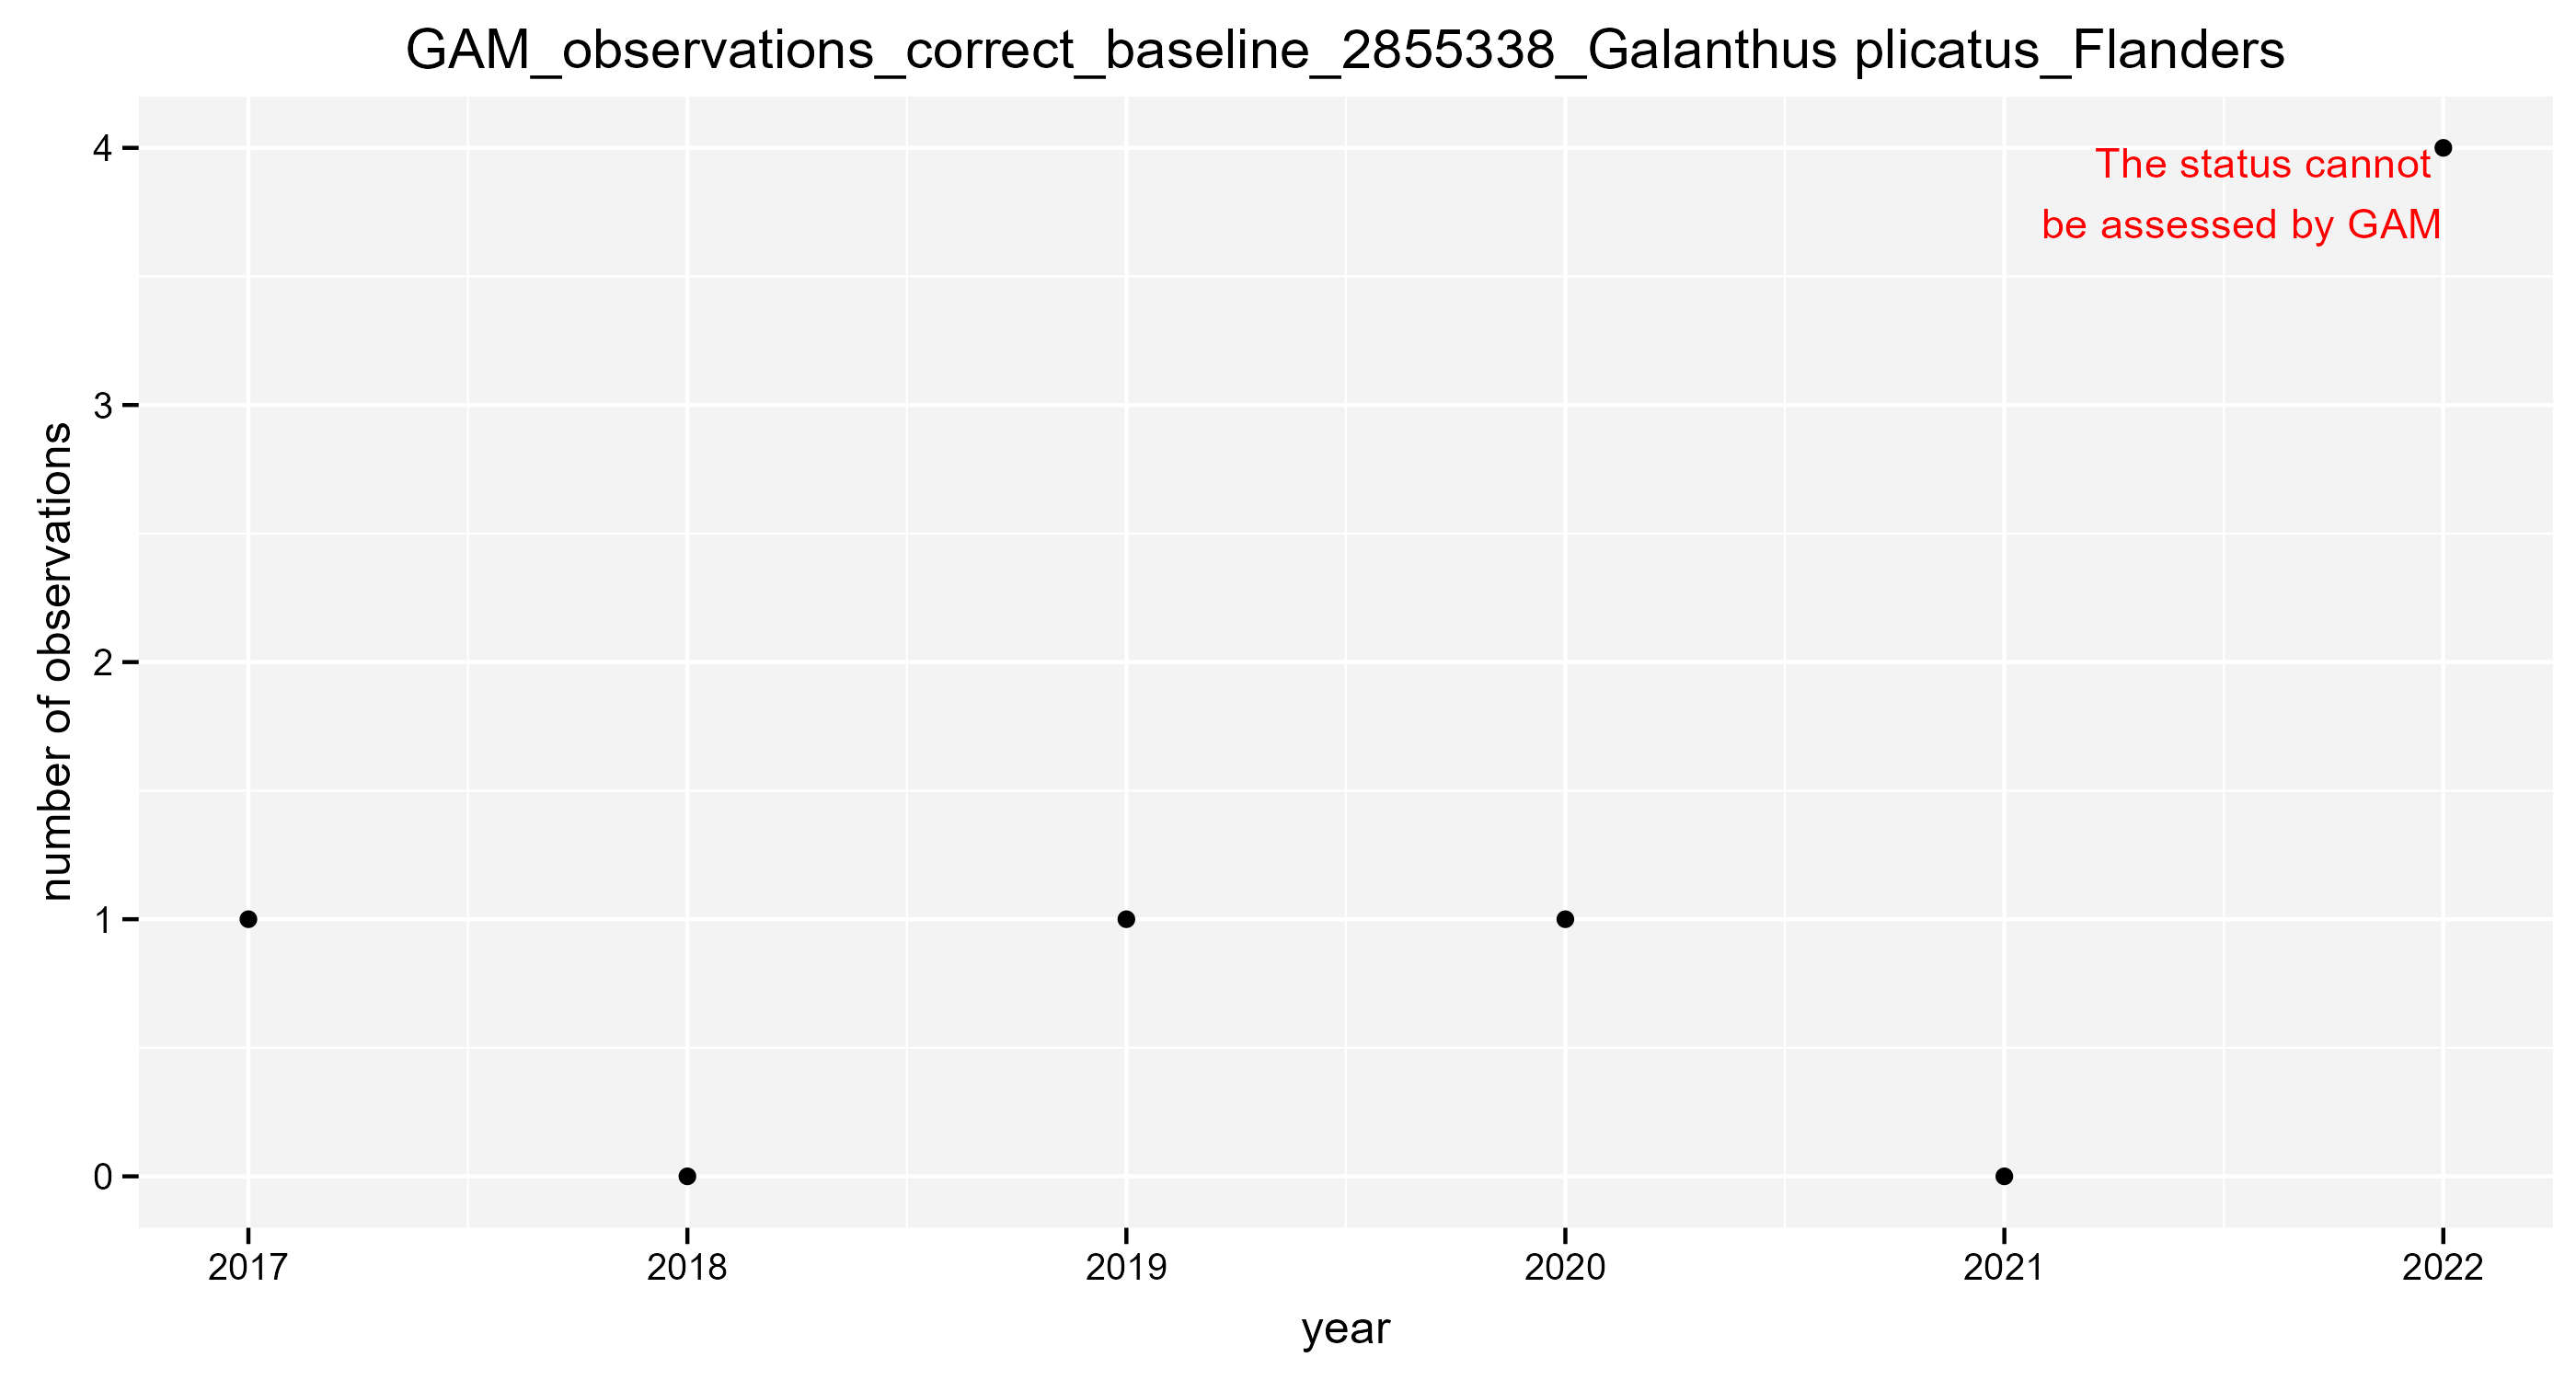 GAM_observations_correct_baseline_2855338_Galanthus plicatus_Flanders
4
The status cannot
be assessed by GAM
3
number of observations
2
1
0
2017 2018 2019 2020 2021 2022
year